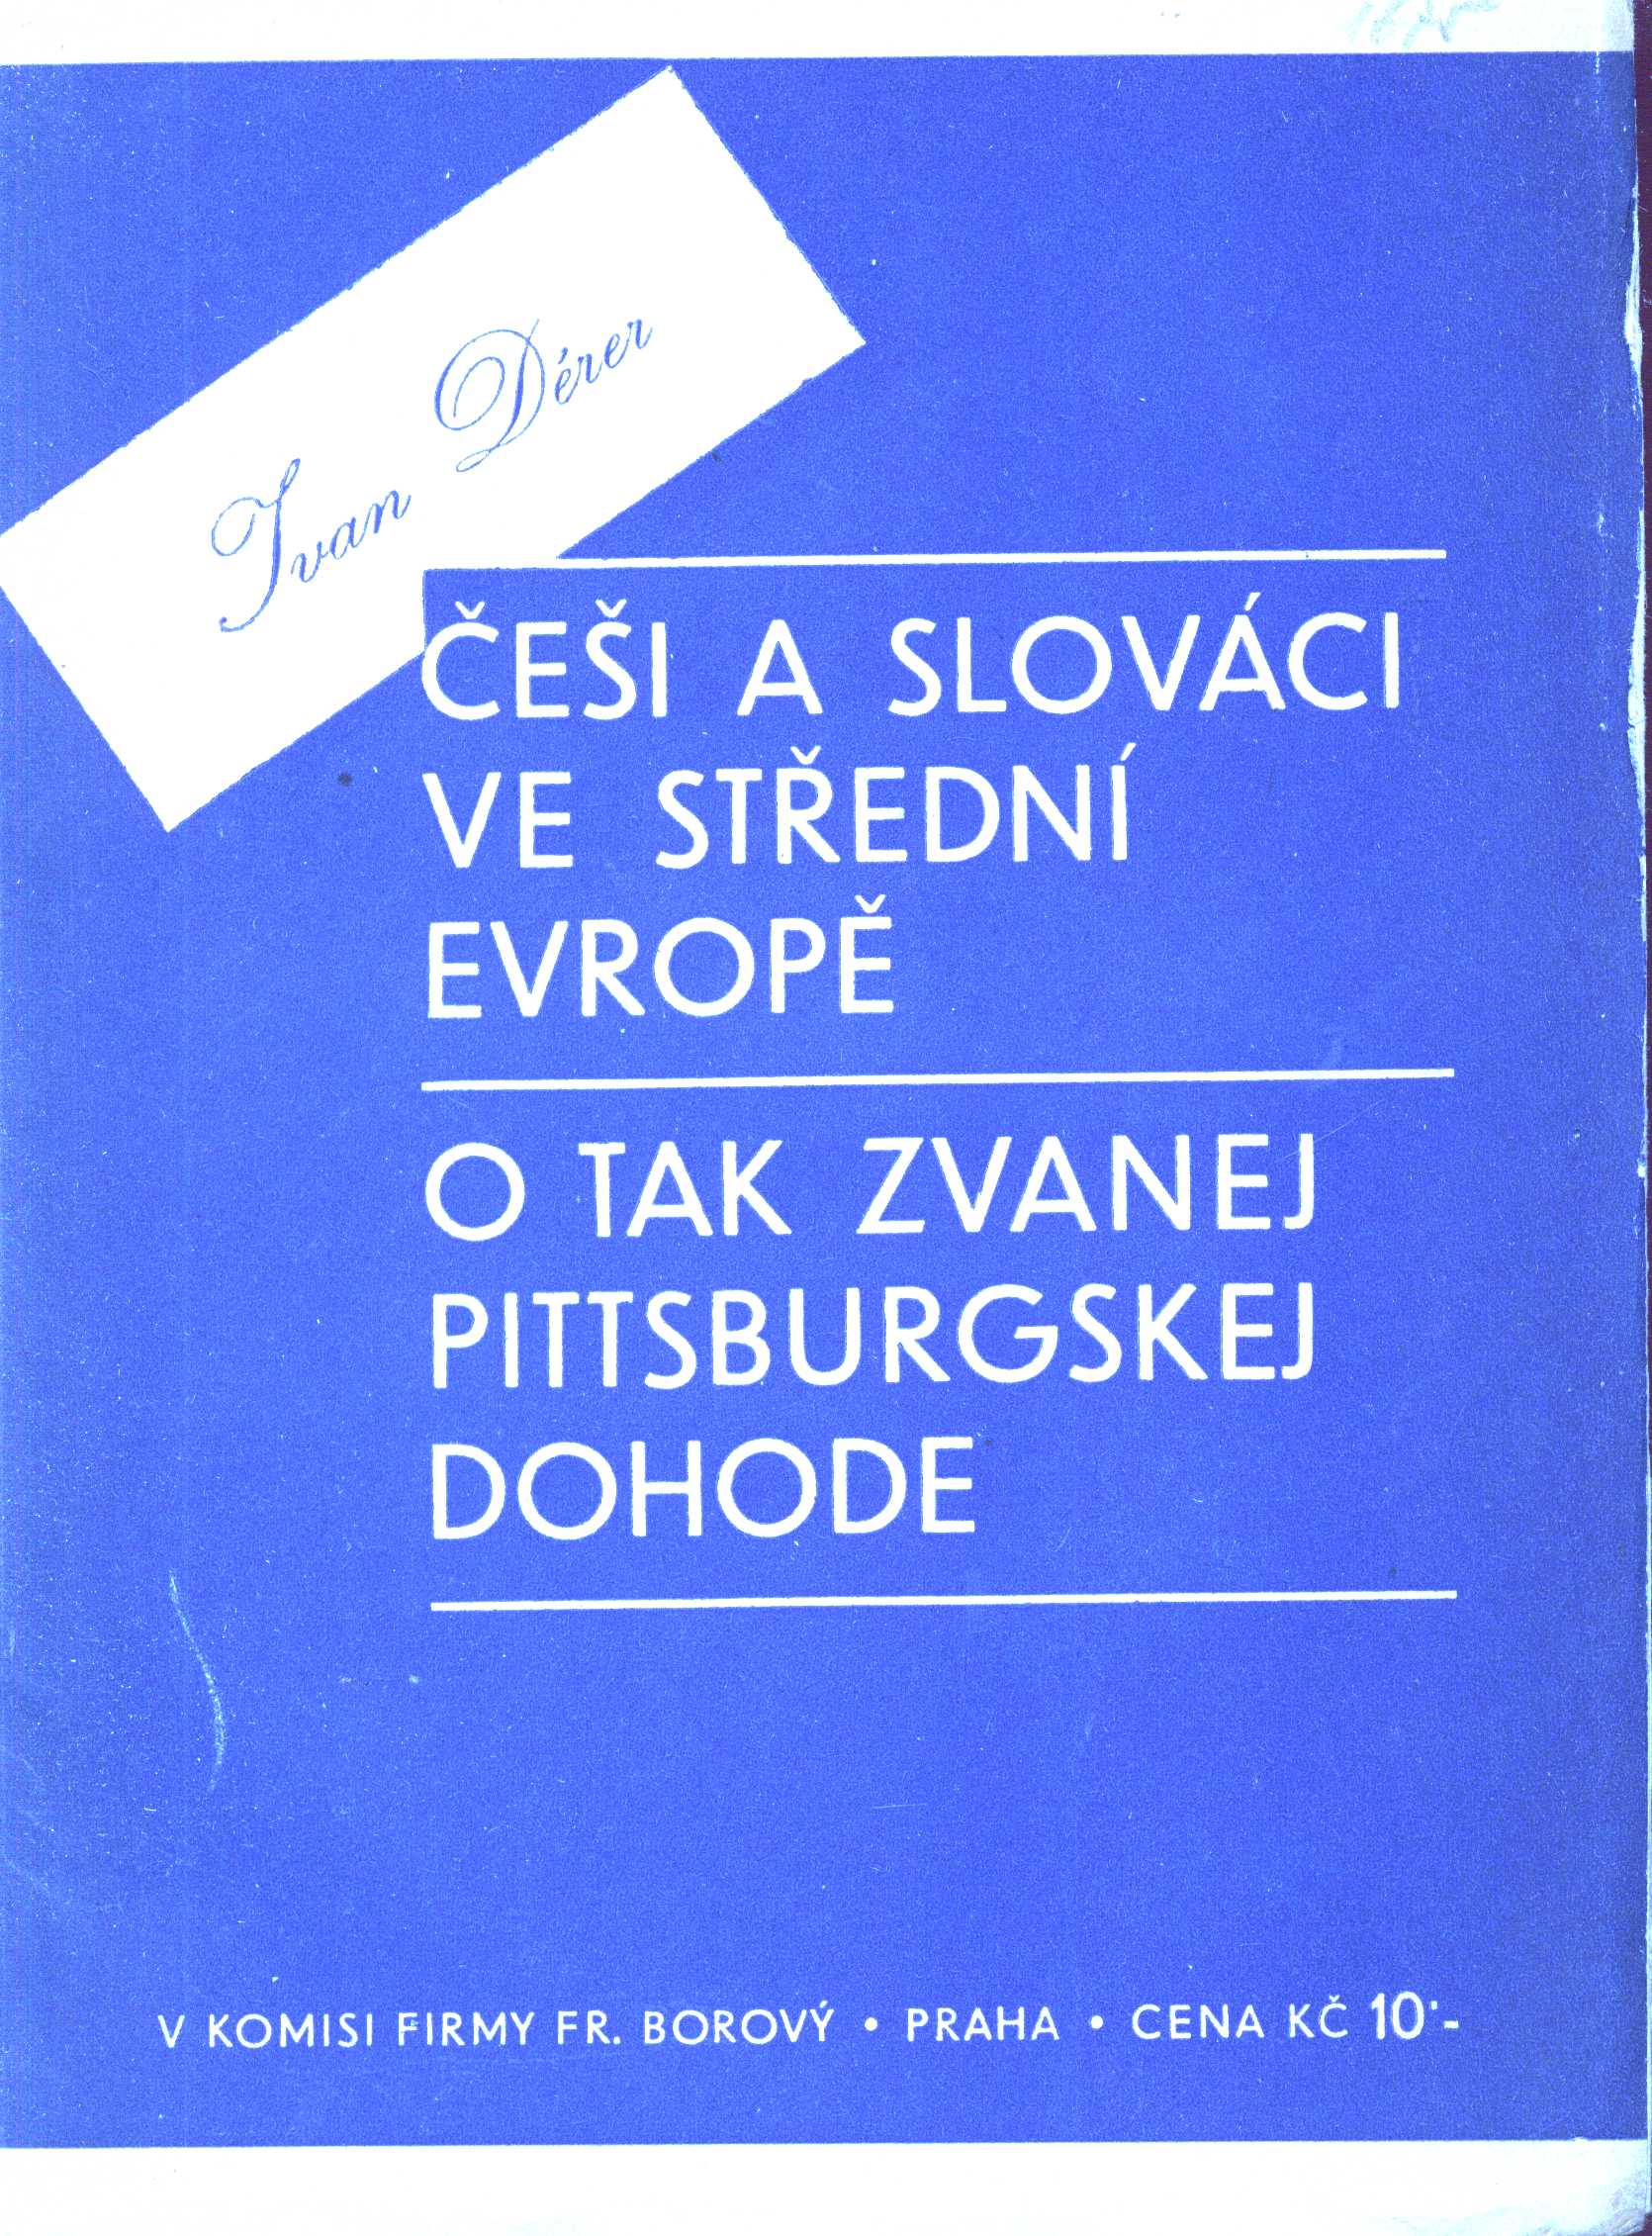 Ivan Dérer
ČEŠI A SLOVÁCI
VE STŘEDNÍ
EVROPĚ
O TAK ZVANEJ
PITTSBURGSKEJ
DOHODE
V KOMISI FIRMY FR. BOROVÝ • PRAHA • CENA KČ 10'-